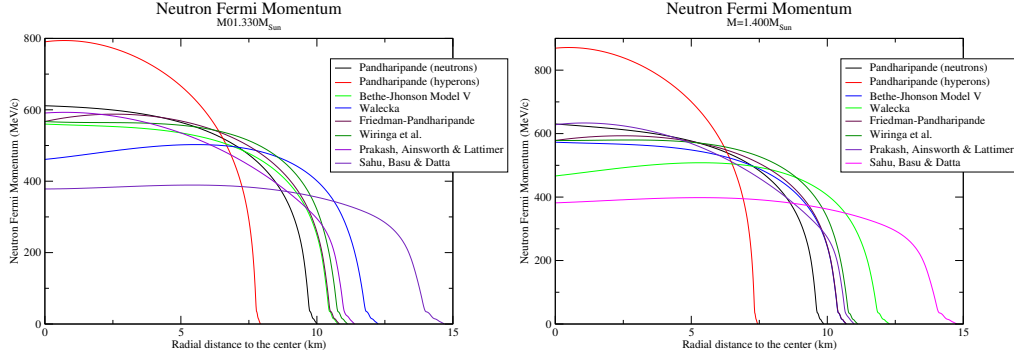 Neutron Fermi Momentum
M01.330M_Sun
Neutron Fermi Momentum (MeV/c)
800
600
400
200
0
Pandharipande (neutrons)
Pandharipande (hyperons)
Bethe-Jhonson Model V
Walecka
Friedman-Pandharipande
Wiringa et al.
Prakash, Ainsworth & Lattimer
Sahu, Basu & Datta
0
5
10
15
Radial distance to the center (km)
Neutron Fermi Momentum
M=1.400M_Sun
Neutron Fermi Momentum (MeV/c)
800
600
400
200
0
Pandharipande (neutrons)
Pandharipande (hyperons)
Bethe-Jhonson Model V
Walecka
Friedman-Pandharipande
Wiringa et al.
Prakash, Ainsworth & Lattimer
Sahu, Basu & Datta
0
5
10
15
Radial distance to the center (km)